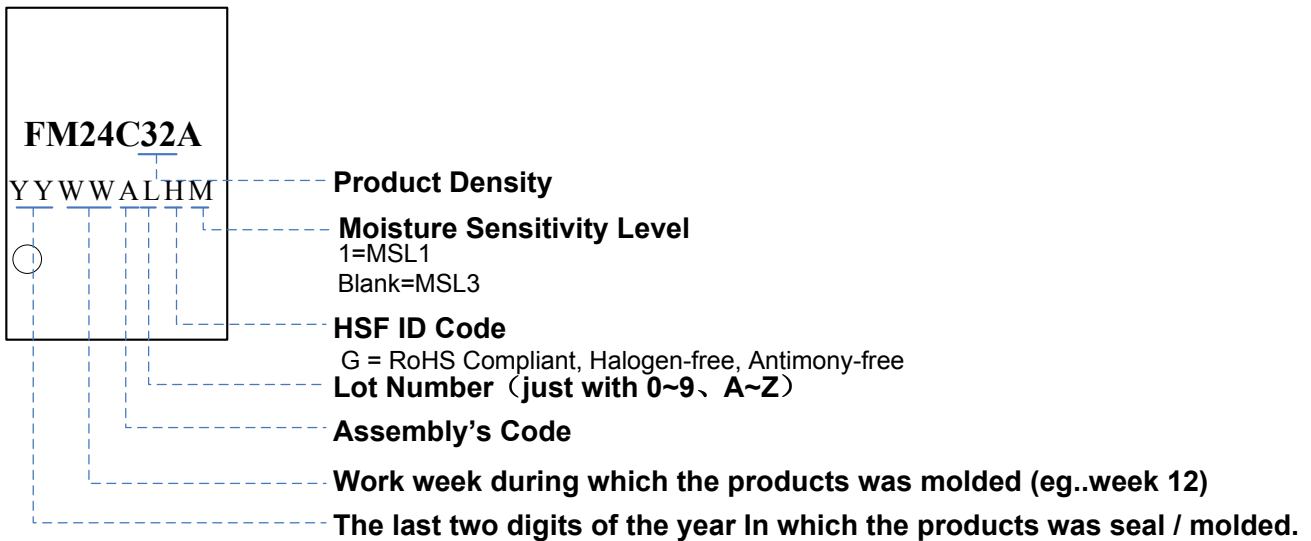 FM24C32A
YYWWALHM
Product Density
Moisture Sensitivity Level
1=MSL1
Blank=MSL3
HSF ID Code
G = RoHS Compliant, Halogen-free, Antimony-free
Lot Number（just with 0~9、A~Z）
Assembly's Code
Work week during which the products was molded (eg..week 12)
The last two digits of the year In which the products was seal / molded.